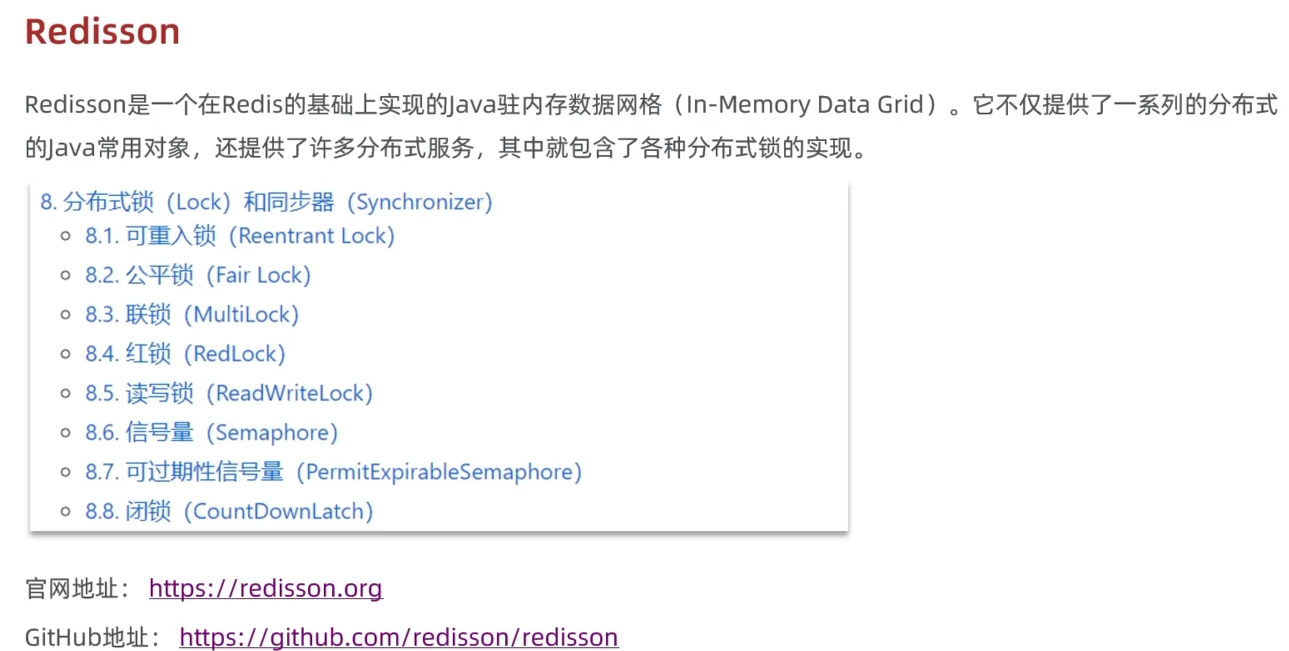 Redisson
Redisson是一个在Redis的基础上实现的Java驻内存数据网格（In-Memory Data Grid）。它不仅提供了一系列的分布式
的Java常用对象，还提供了许多分布式服务，其中就包含了各种分布式锁的实现。
8. 分布式锁（Lock）和同步器（Synchronizer）
8.1. 可重入锁（Reentrant Lock）
8.2. 公平锁（Fair Lock）
8.3. 联锁（MultiLock）
8.4. 红锁（RedLock）
8.5. 读写锁（ReadWriteLock）
8.6. 信号量（Semaphore）
8.7. 可过期性信号量（PermitExpirableSemaphore）
8.8. 闭锁（CountDownLatch）
官网地址： https://redisson.org
GitHub地址： https://github.com/redisson/redisson